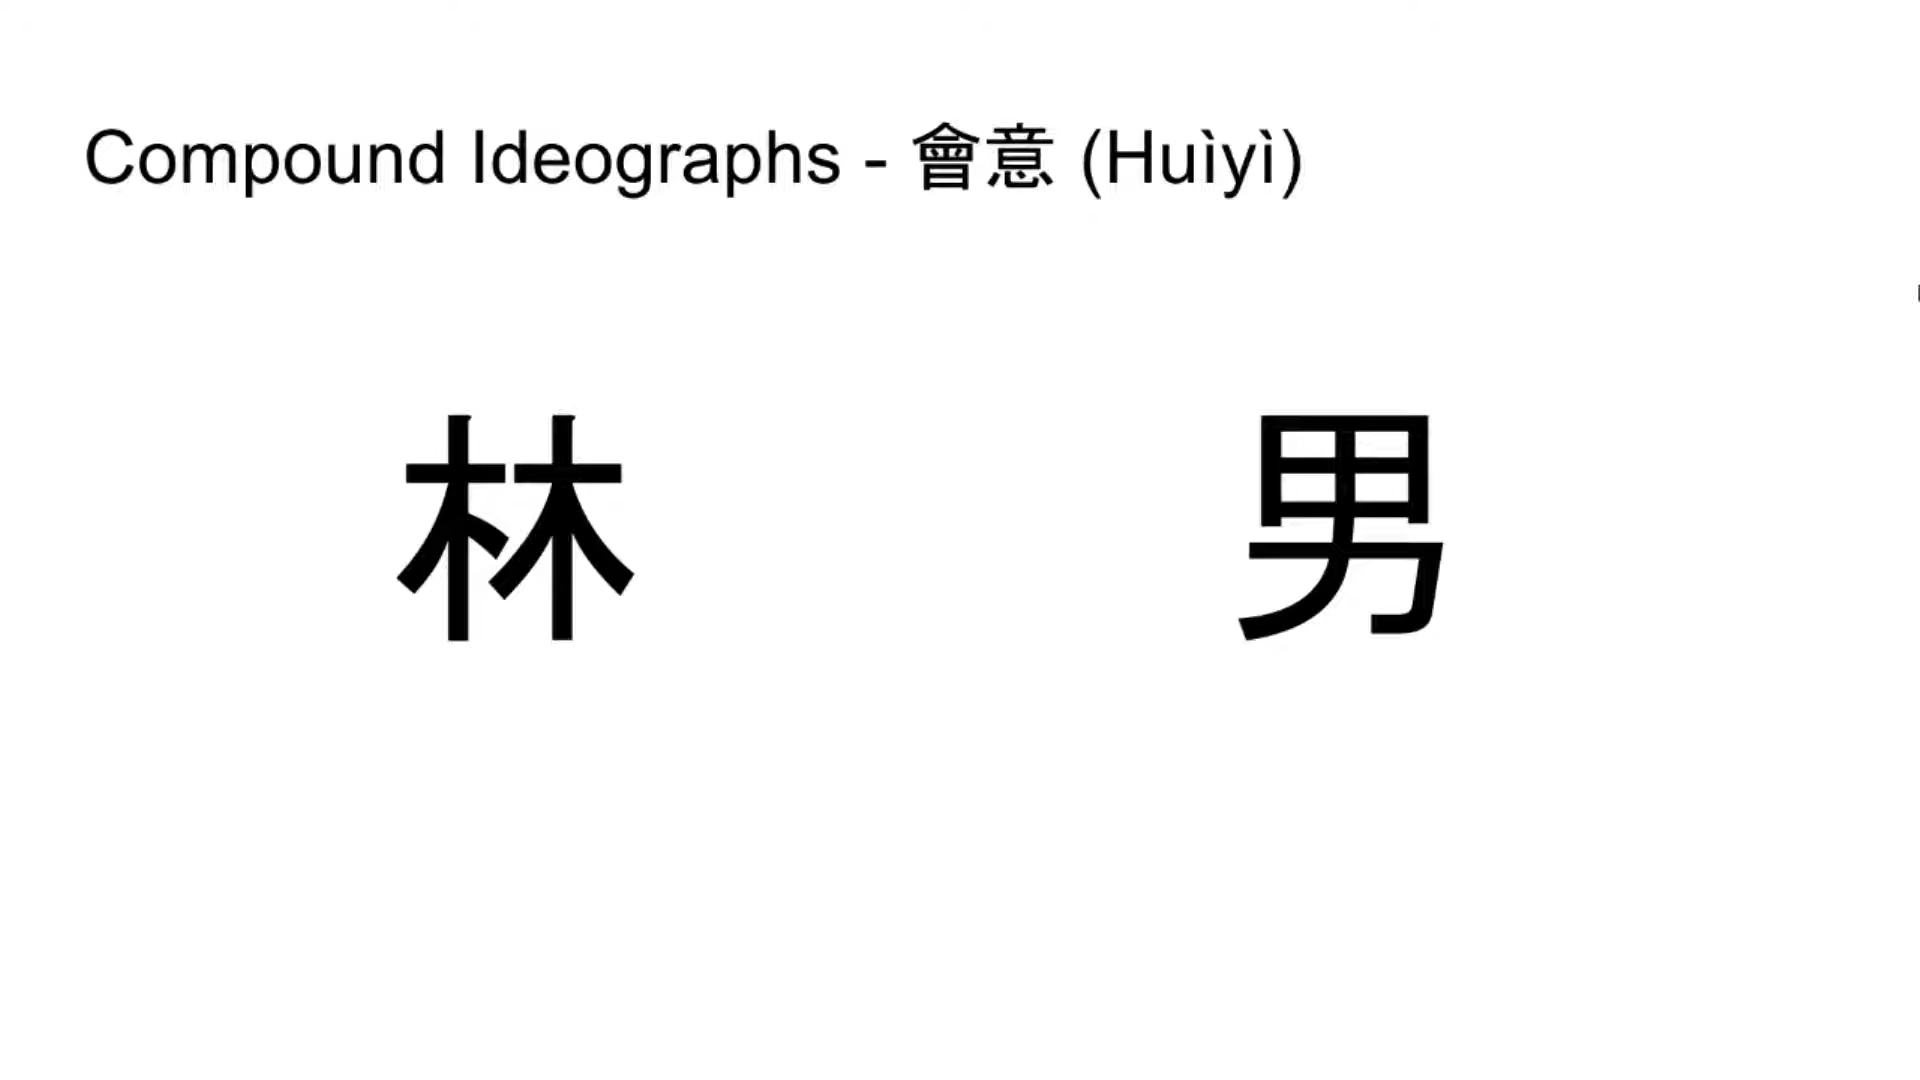 Compound Ideographs - 會意 (Huìyì)
林 男